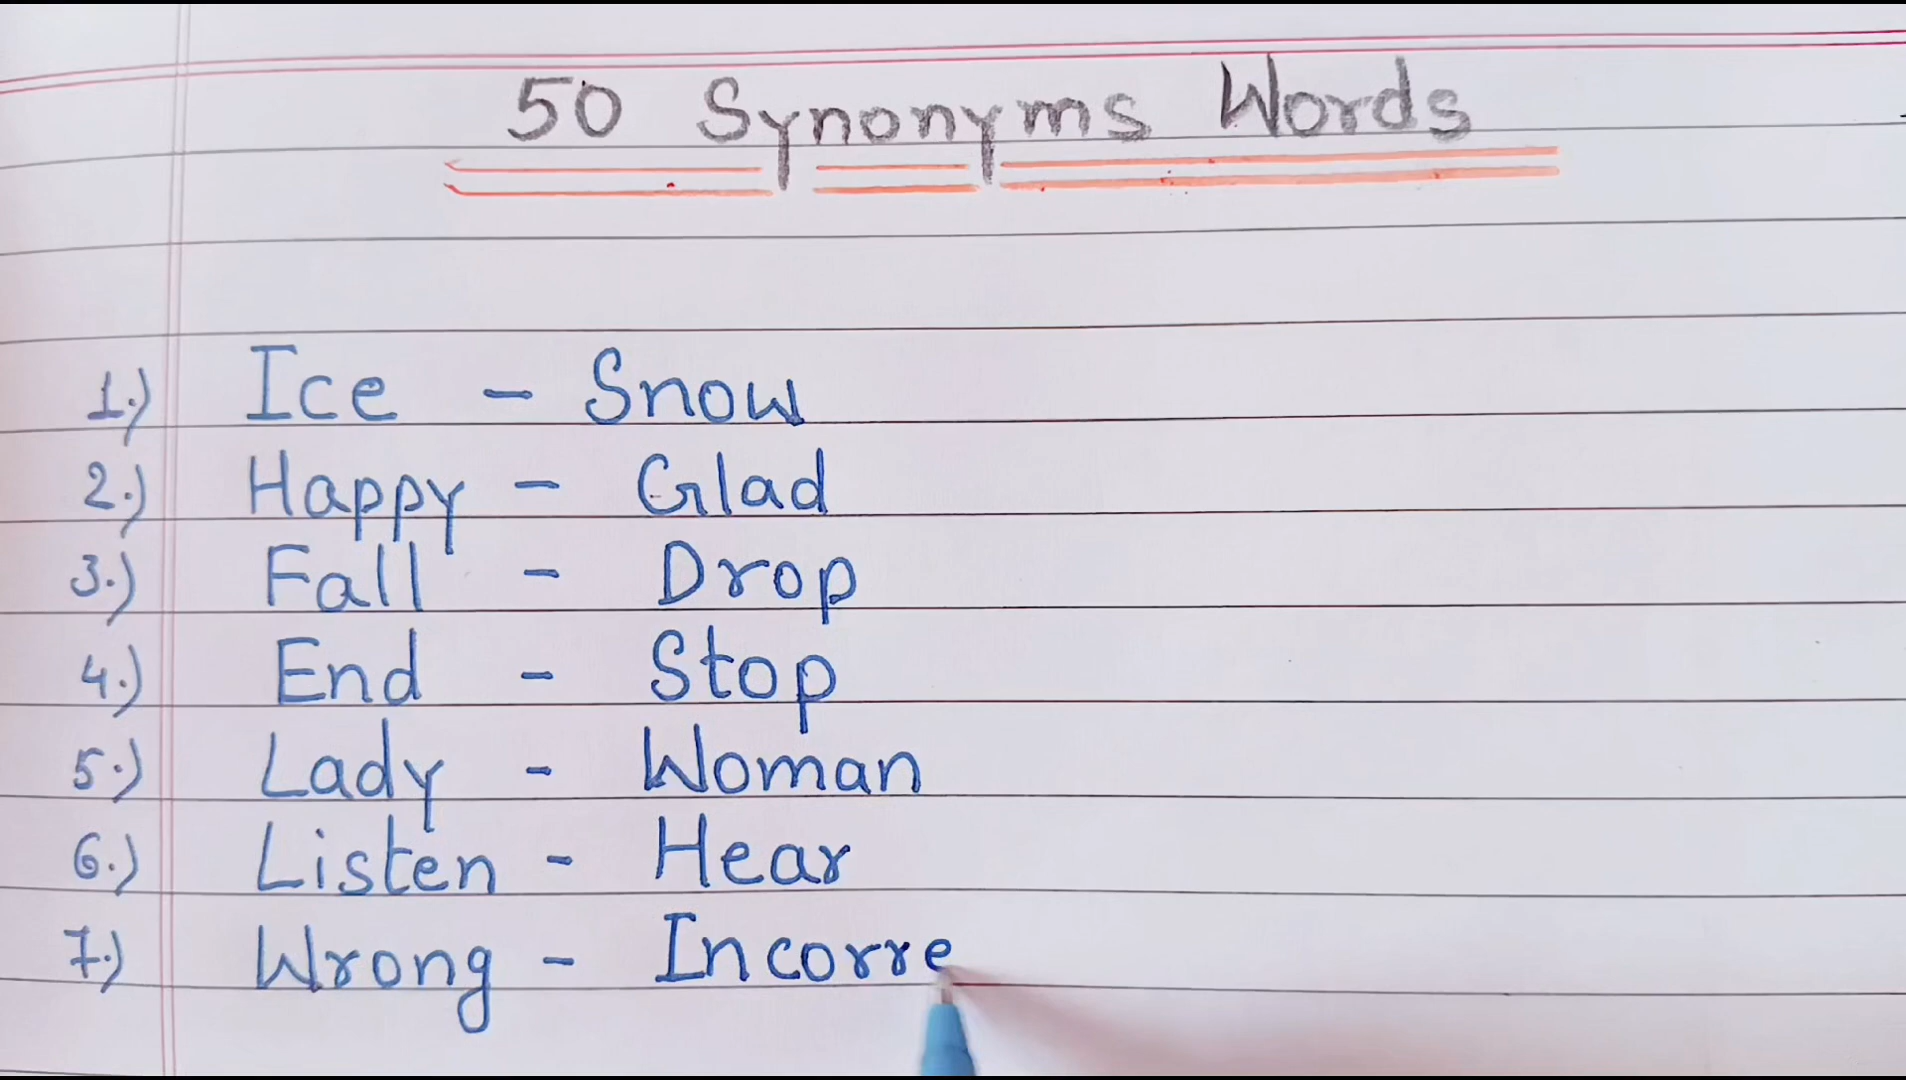 50 Synonyms Words
1.) Ice - Snow
2.) Happy - Glad
3.) Fall - Drop
4.) End - Stop
5.) Lady - Woman
6.) Listen - Hear
7.) Wrong - Incorre